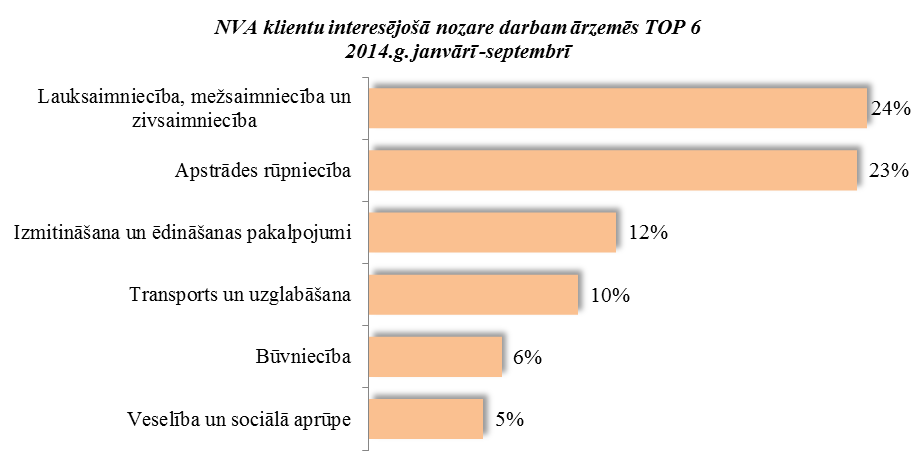 NVA klientu interesējošā nozare darbam ārzemēs TOP 6
2014.g. janvārī -septembrī
Lauksaimniecība, mežsaimniecība un
zivsaimniecība
24%
Apstrādes rūpniecība
23%
Izmitināšana un ēdināšanas pakalpojumi
12%
Transports un uzglabāšana
10%
Būvniecība
6%
Veselība un sociālā aprūpe
5%